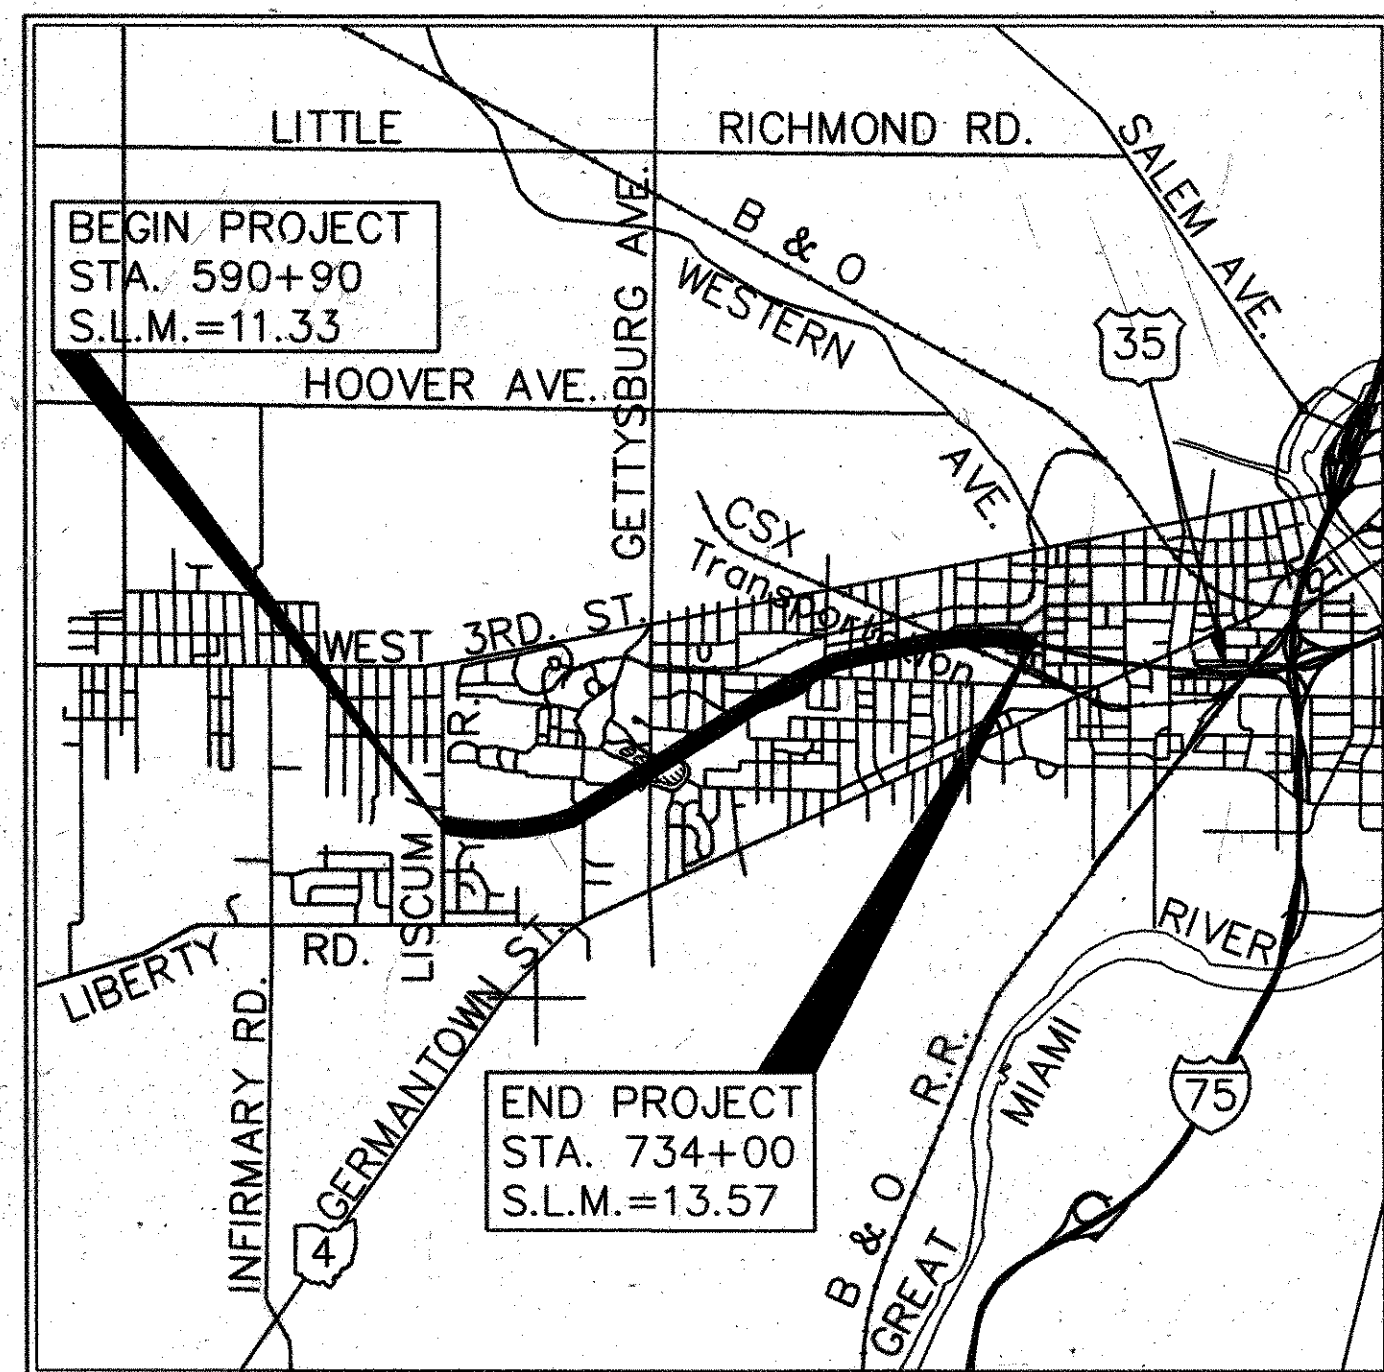 LITTLE RICHMOND RD.
SALEM AVE.
BEGIN PROJECT
STA. 590+90
S.L.M.=11.33
B & O
WESTERN AVE.
GETTYSBURG AVE.
35
HOOVER AVE.
CSX
Transportation
WEST 3RD. ST.
LISCUM DR.
LIBERTY RD.
RIVER
GERMANTOWN ST.
INFIRMARY RD.
MIAMI
75
END PROJECT
STA. 734+00
S.L.M.=13.57
B & O R.R.
GREAT
4